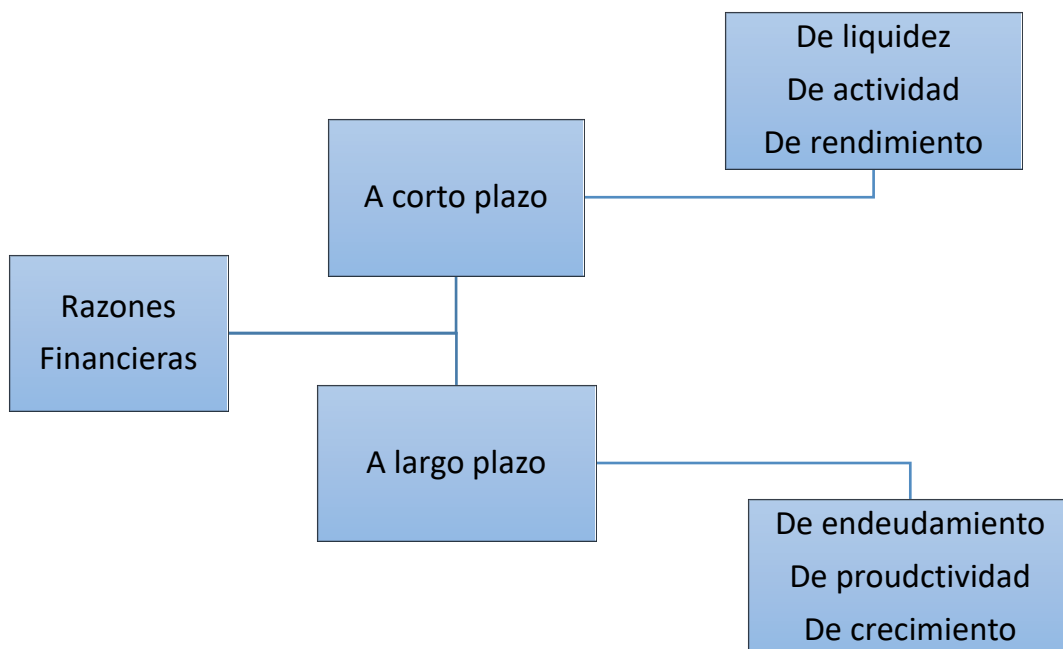 De liquidez
De actividad
De rendimiento
A corto plazo
Razones
Financieras
A largo plazo
De endeudamiento
De proudctividad
De crecimiento